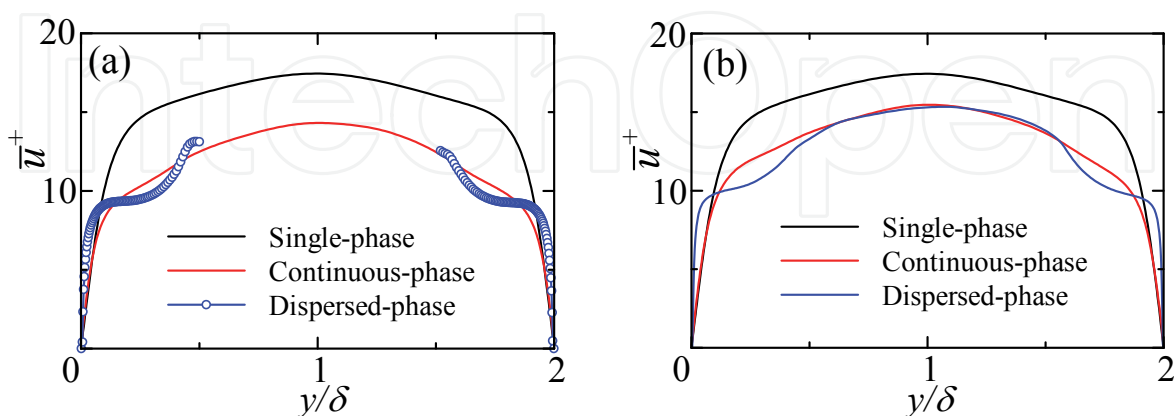 IntechOpen
(a)
20
10
0
1
2
ū⁺
y/δ
Single-phase
Continuous-phase
Dispersed-phase
(b)
20
10
0
1
2
ū⁺
y/δ
Single-phase
Continuous-phase
Dispersed-phase